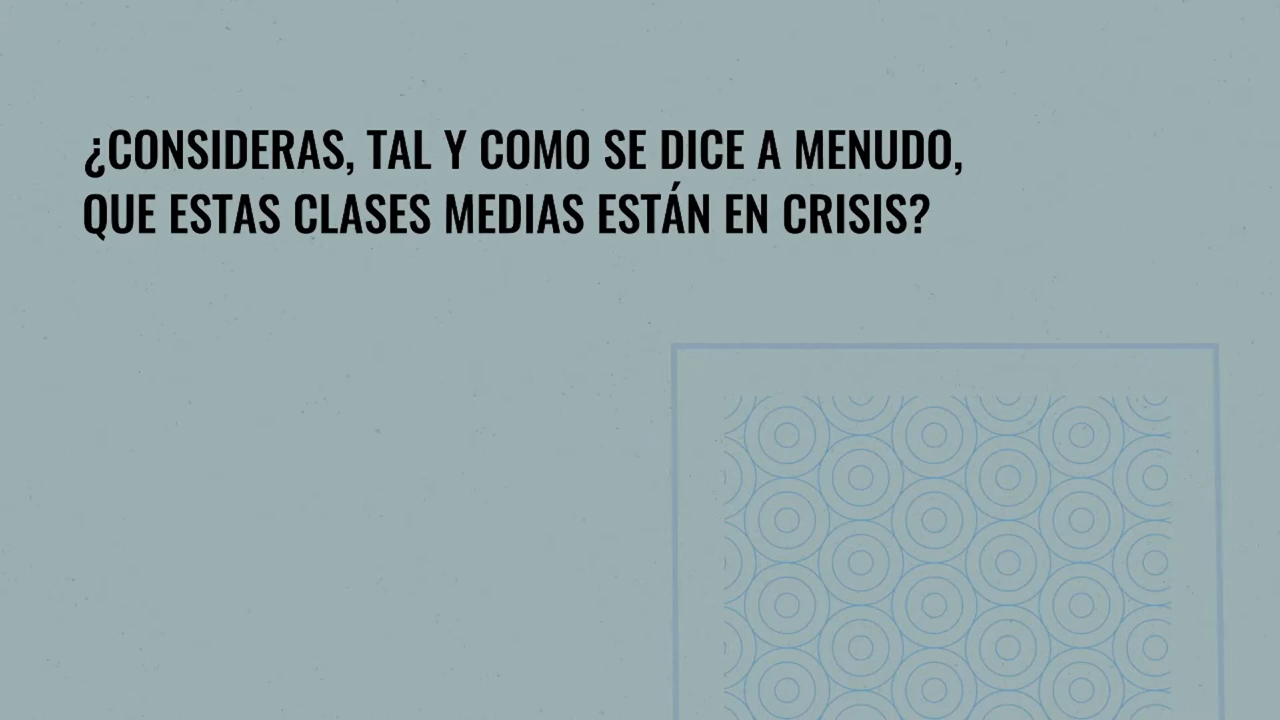 ¿CONSIDERAS, TAL Y COMO SE DICE A MENUDO,
QUE ESTAS CLASES MEDIAS ESTÁN EN CRISIS?